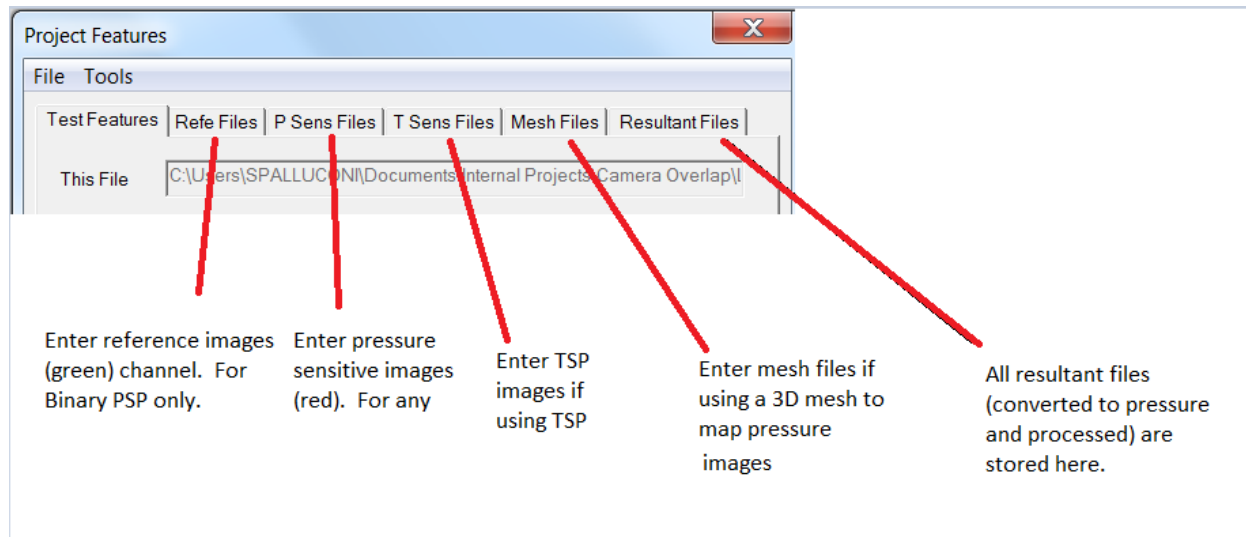 Project Features
X
File Tools
Test Features Refe Files P Sens Files T Sens Files Mesh Files Resultant Files
This File C:\Users\SPALLUCONI\Documents\Internal Projects\Camera Overlap\I
Enter reference images
(green) channel. For
Binary PSP only.
Enter pressure
sensitive images
(red). For any
Enter TSP
images if
using TSP
Enter mesh files if
using a 3D mesh to
map pressure
images
All resultant files
(converted to pressure
and processed) are
stored here.